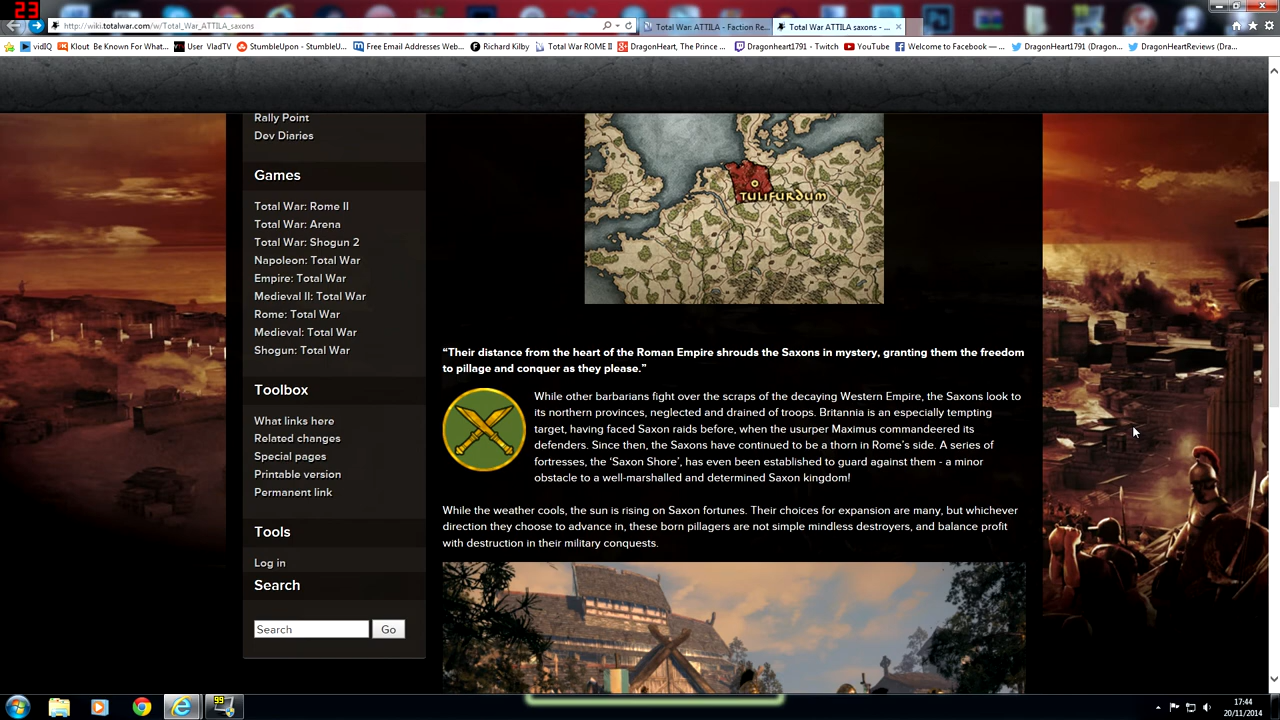 23
http://wiki.totalwar.com/w/Total_War_ATTILA_saxons
Total War: ATTILA - Faction Re...
Total War ATTILA saxons - ...
vidIQ
Klout Be Known For What...
User VladTV
StumbleUpon - StumbleU...
Free Email Addresses Web...
Richard Kilby
Total War ROME II
DragonHeart, The Prince ...
Dragonheart1791 - Twitch
YouTube
Welcome to Facebook — ...
DragonHeart1791 (Dragon...
DragonHeartReviews (Dra...
Rally Point
Dev Diaries
Games
Total War: Rome II
Total War: Arena
Total War: Shogun 2
Napoleon: Total War
Empire: Total War
Medieval II: Total War
Rome: Total War
Medieval: Total War
Shogun: Total War
Toolbox
What links here
Related changes
Special pages
Printable version
Permanent link
Tools
Log in
Search
Search
Go
TULIFURDUM
“Their distance from the heart of the Roman Empire shrouds the Saxons in mystery, granting them the freedom
to pillage and conquer as they please.”
While other barbarians fight over the scraps of the decaying Western Empire, the Saxons look to
its northern provinces, neglected and drained of troops. Britannia is an especially tempting
target, having faced Saxon raids before, when the usurper Maximus commandeered its
defenders. Since then, the Saxons have continued to be a thorn in Rome’s side. A series of
fortresses, the ‘Saxon Shore’, has even been established to guard against them - a minor
obstacle to a well-marshalled and determined Saxon kingdom!
While the weather cools, the sun is rising on Saxon fortunes. Their choices for expansion are many, but whichever
direction they choose to advance in, these born pillagers are not simple mindless destroyers, and balance profit
with destruction in their military conquests.
99
17:44
20/11/2014